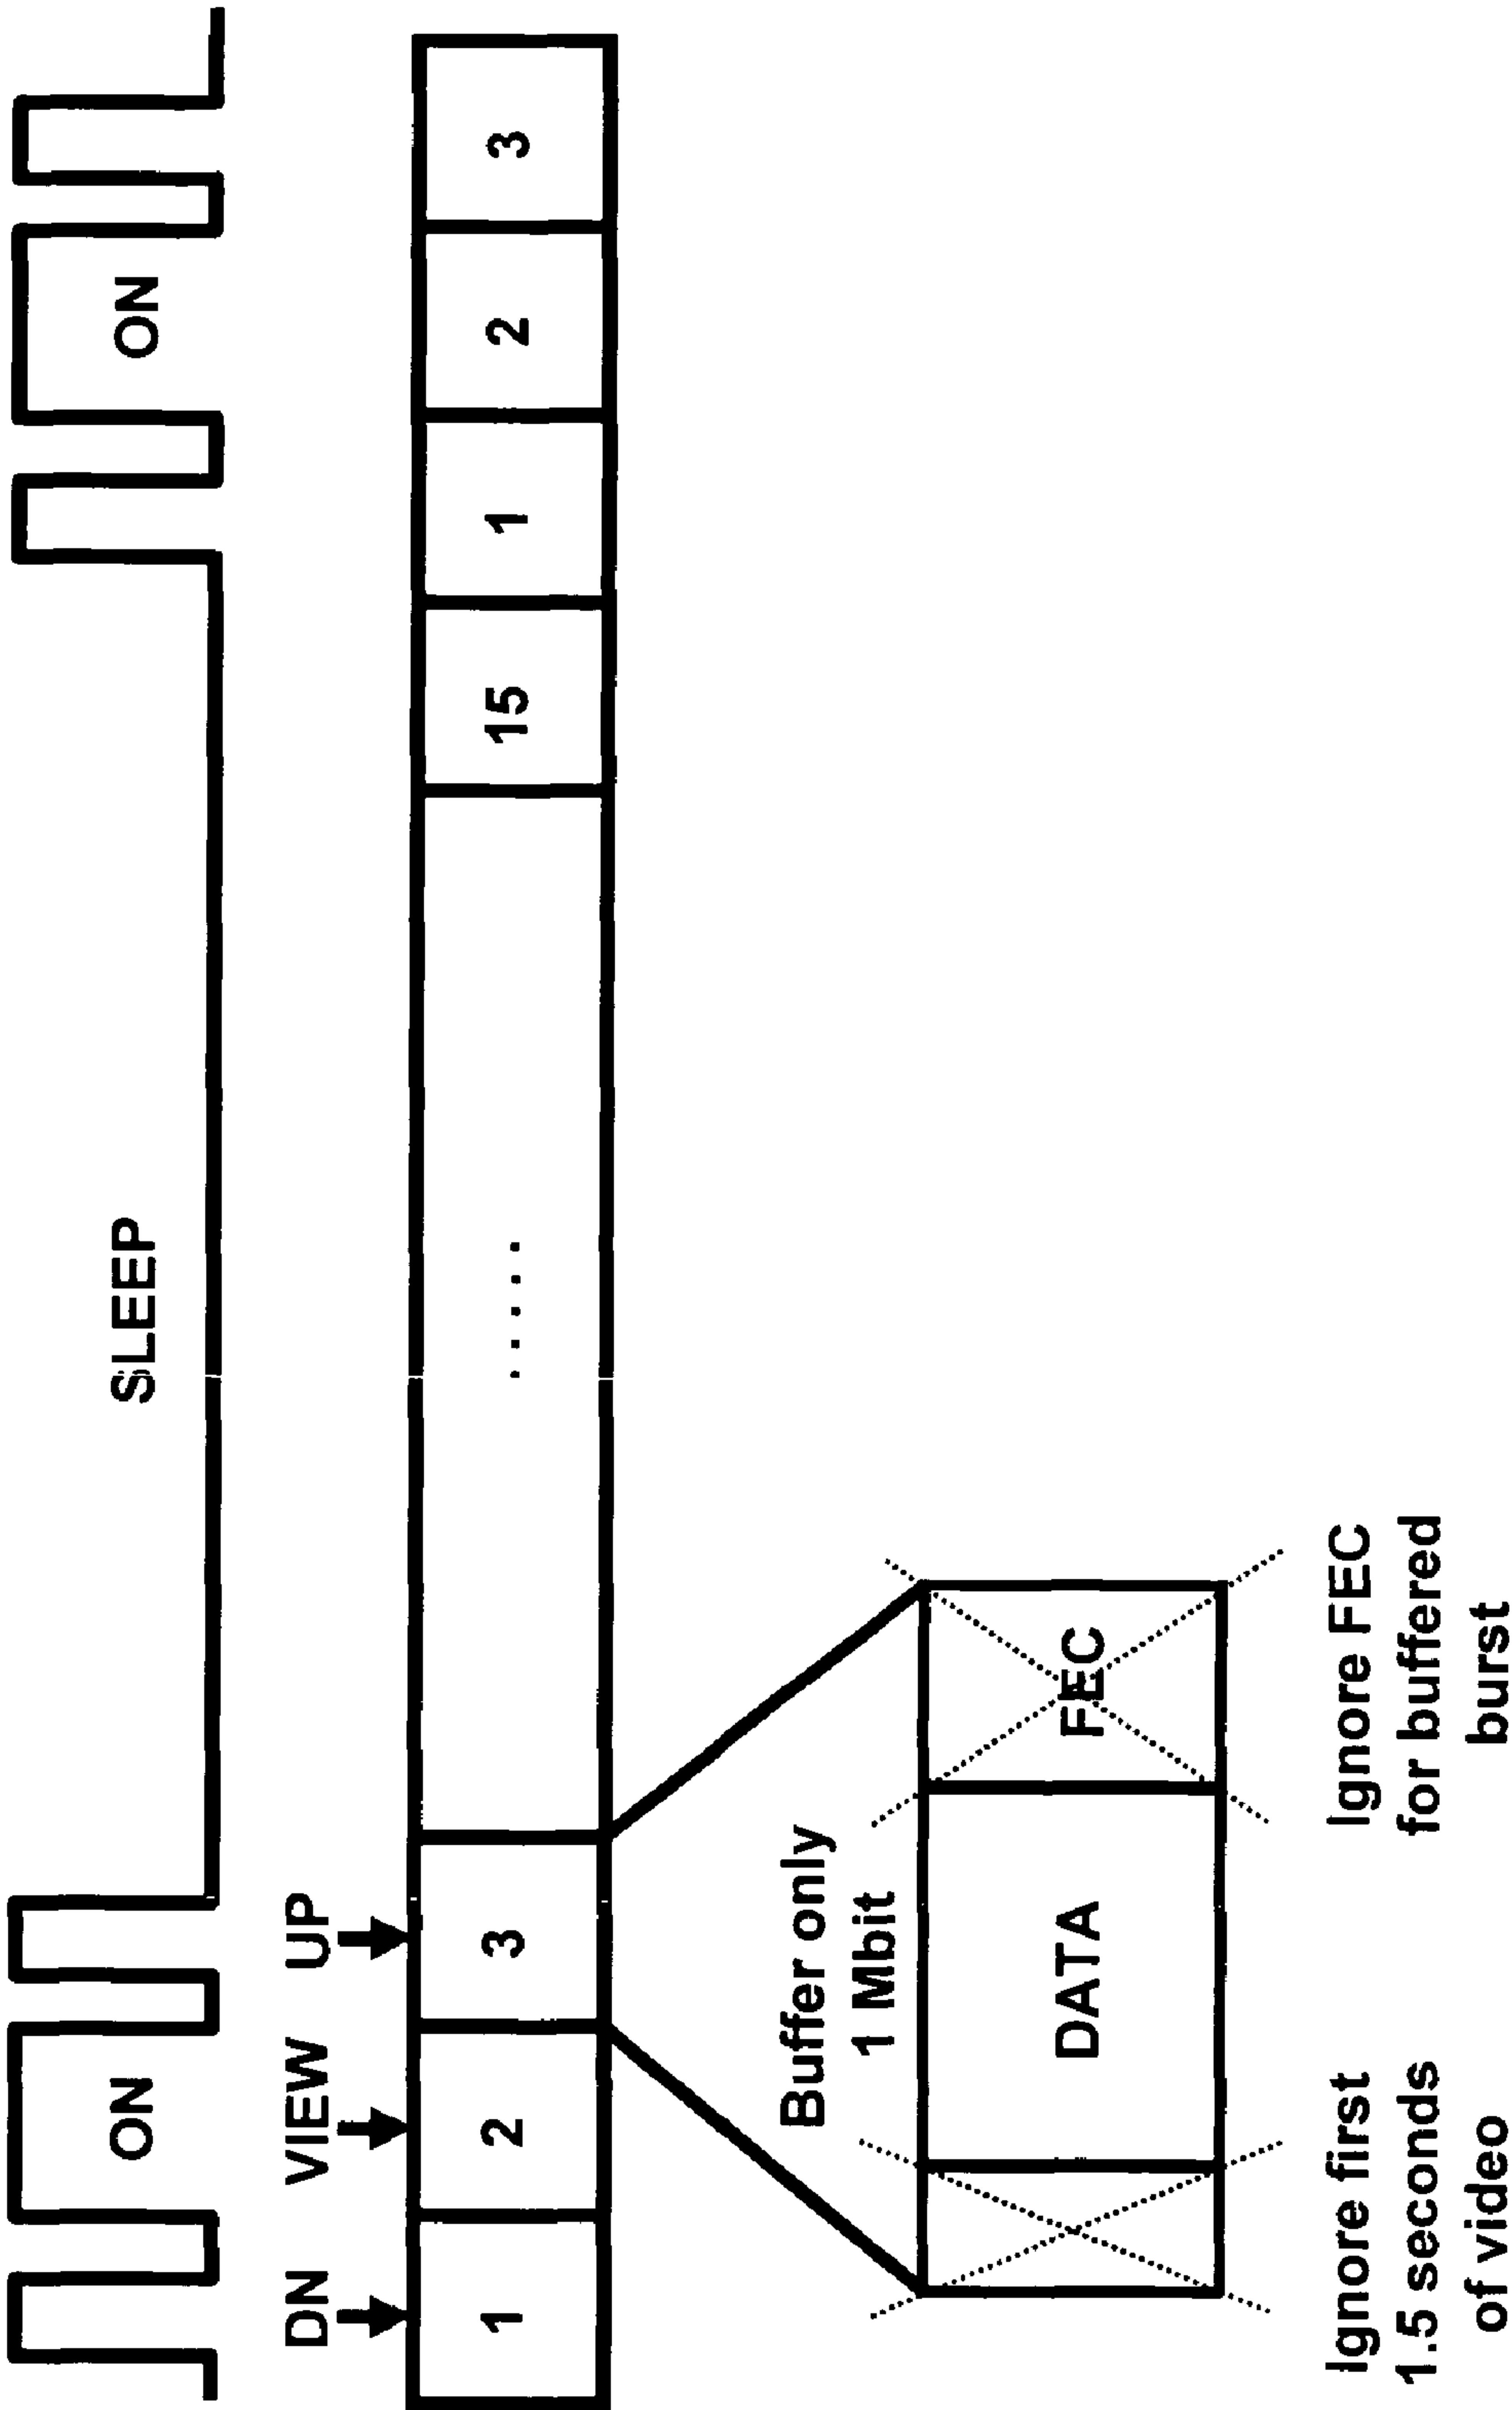 ON
SLEEP
ON
DN
VIEW
UP
1
2
3
.....
15
1
2
3
Buffer only
1 Mbit
DATA
FEC
Ignore first
1.5 seconds
of video
Ignore FEC
for buffered
burst